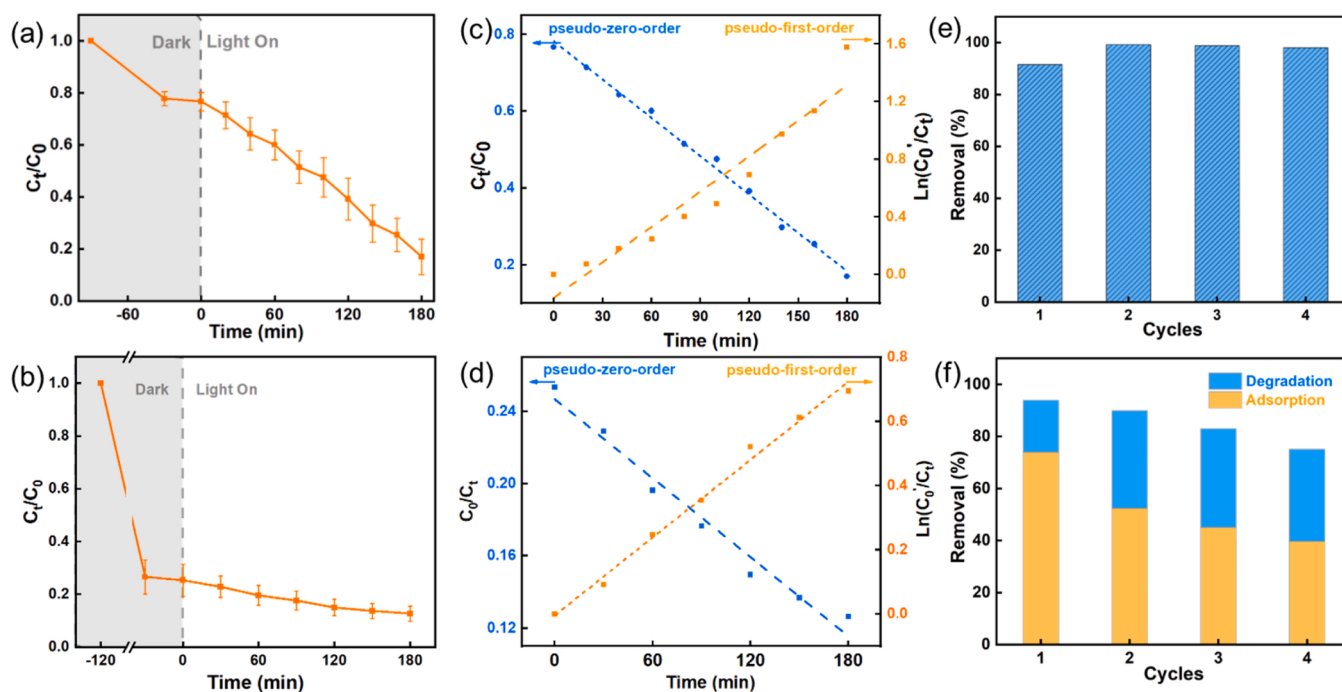 (a)
Dark
Light On
1.0
0.8
0.6
0.4
0.2
0.0
Ct/C0
-60
0
60
120
180
Time (min)
(c)
pseudo-zero-order
pseudo-first-order
0.8
0.6
0.4
0.2
Ct/C0
1.6
1.2
0.8
0.4
0.0
Ln(C0'/Ct)
0
30
60
90
120
150
180
Time (min)
(e)
100
80
60
40
20
0
Removal (%)
1
2
3
4
Cycles
(b)
Dark
Light On
1.0
0.8
0.6
0.4
0.2
0.0
Ct/C0
-120
0
60
120
180
Time (min)
(d)
pseudo-zero-order
pseudo-first-order
0.24
0.20
0.16
0.12
C0/Ct
0.8
0.6
0.4
0.2
0.0
Ln(C0'/Ct)
0
60
120
180
Time (min)
(f)
Degradation
Adsorption
100
80
60
40
20
0
Removal (%)
1
2
3
4
Cycles